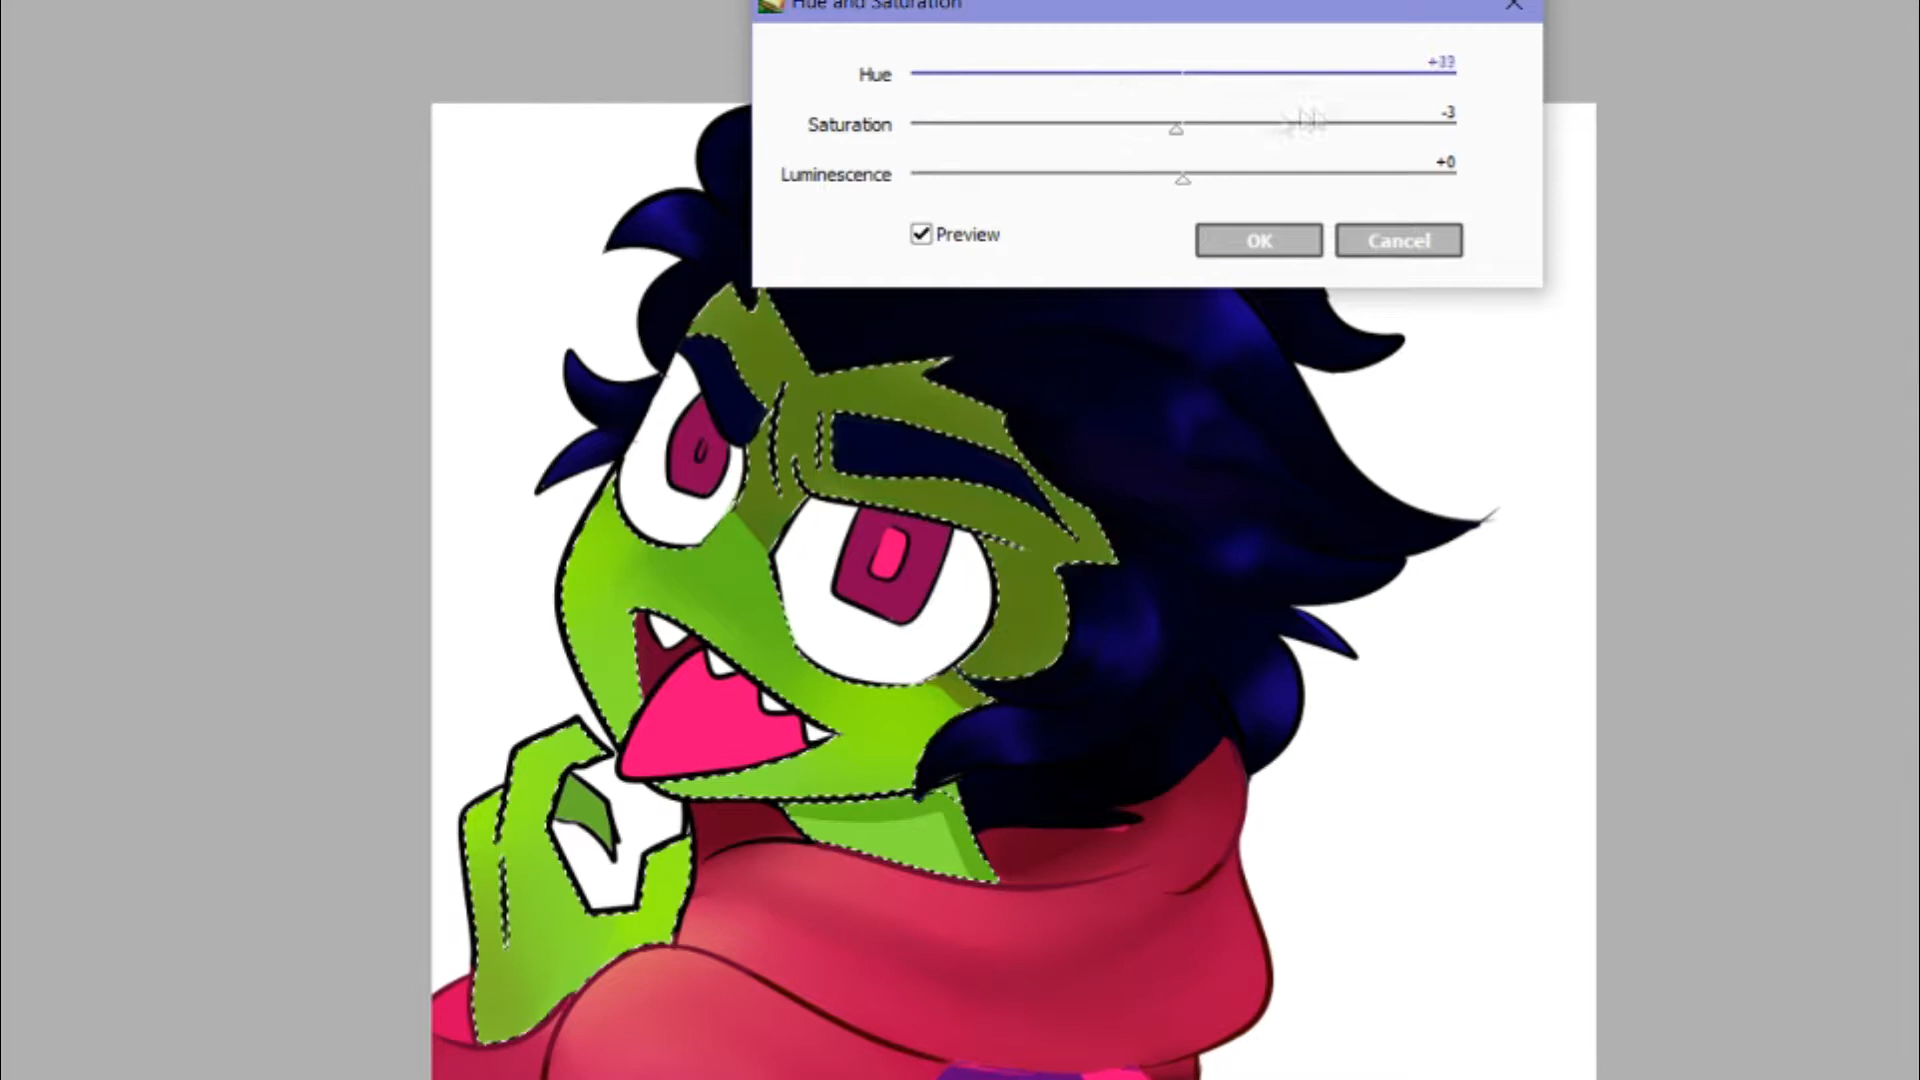 Hue and Saturation
Hue +33
Saturation -3
Luminescence +0
Preview OK Cancel